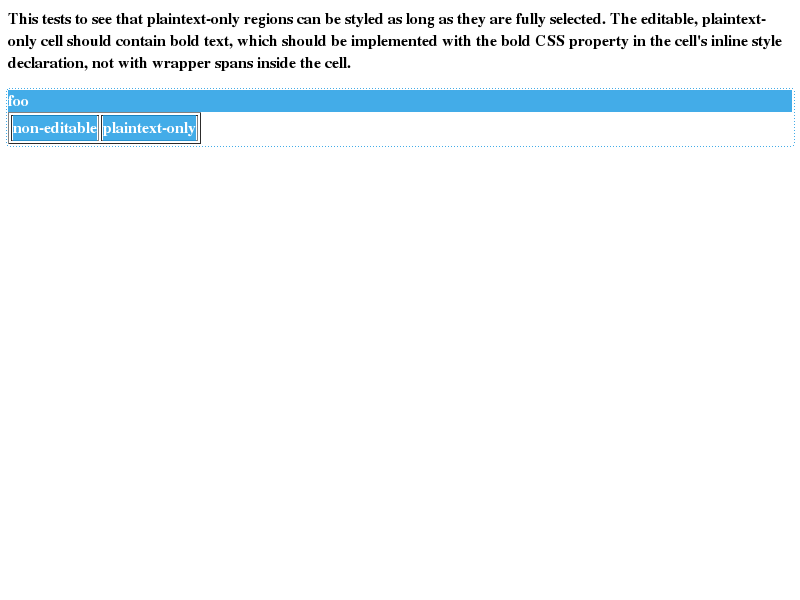 This tests to see that plaintext-only regions can be styled as long as they are fully selected. The editable, plaintext-
only cell should contain bold text, which should be implemented with the bold CSS property in the cell's inline style
declaration, not with wrapper spans inside the cell.
foo
non-editable plaintext-only